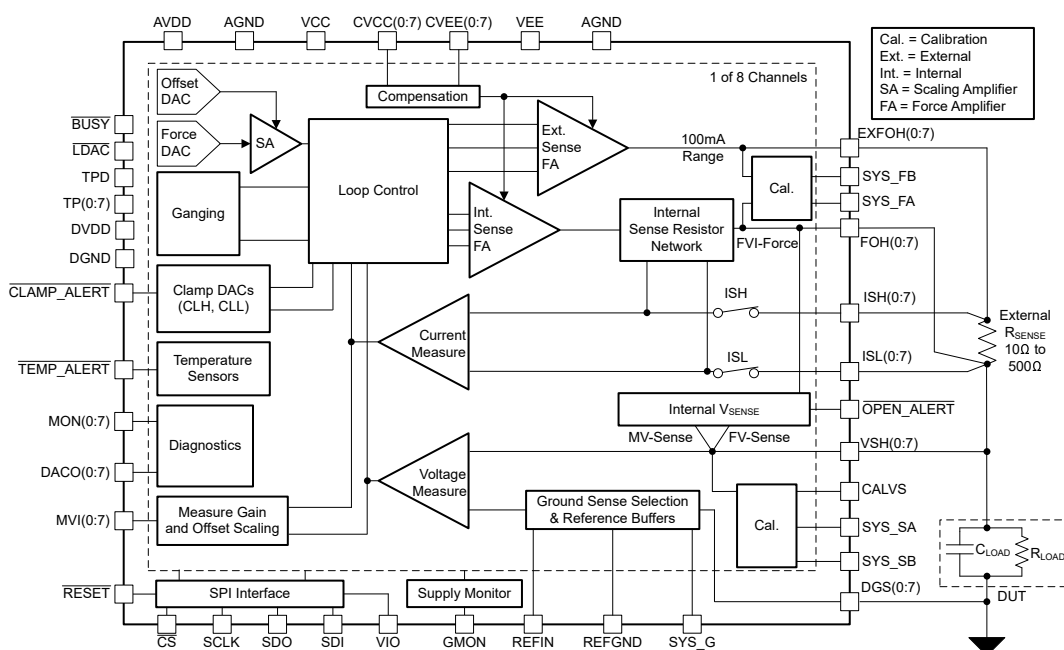 AVDD
AGND
VCC
CVCC(0:7)
CVEE(0:7)
VEE
AGND
Cal. = Calibration
Ext. = External
Int. = Internal
SA = Scaling Amplifier
FA = Force Amplifier
1 of 8 Channels
Offset
DAC
Force
DAC
SA
Compensation
Loop Control
Ext.
Sense
FA
Int.
Sense
FA
100mA
Range
Cal.
Internal
Sense Resistor
Network
FVI-Force
Ganging
Clamp DACs
(CLH, CLL)
Temperature
Sensors
Diagnostics
Measure Gain
and Offset Scaling
Current
Measure
Voltage
Measure
ISH
ISL
Internal VSENSE
MV-Sense
FV-Sense
Ground Sense Selection
& Reference Buffers
Cal.
BUSY
LDAC
TPD
TP(0:7)
DVDD
DGND
CLAMP_ALERT
TEMP_ALERT
MON(0:7)
DACO(0:7)
MVI(0:7)
RESET
EXFOH(0:7)
SYS_FB
SYS_FA
FOH(0:7)
ISH(0:7)
ISL(0:7)
OPEN_ALERT
VSH(0:7)
CALVS
SYS_SA
SYS_SB
DGS(0:7)
External
RSENSE
10Ω to
500Ω
CLOAD
RLOAD
DUT
SPI Interface
Supply Monitor
CS
SCLK
SDO
SDI
VIO
GMON
REFIN
REFGND
SYS_G